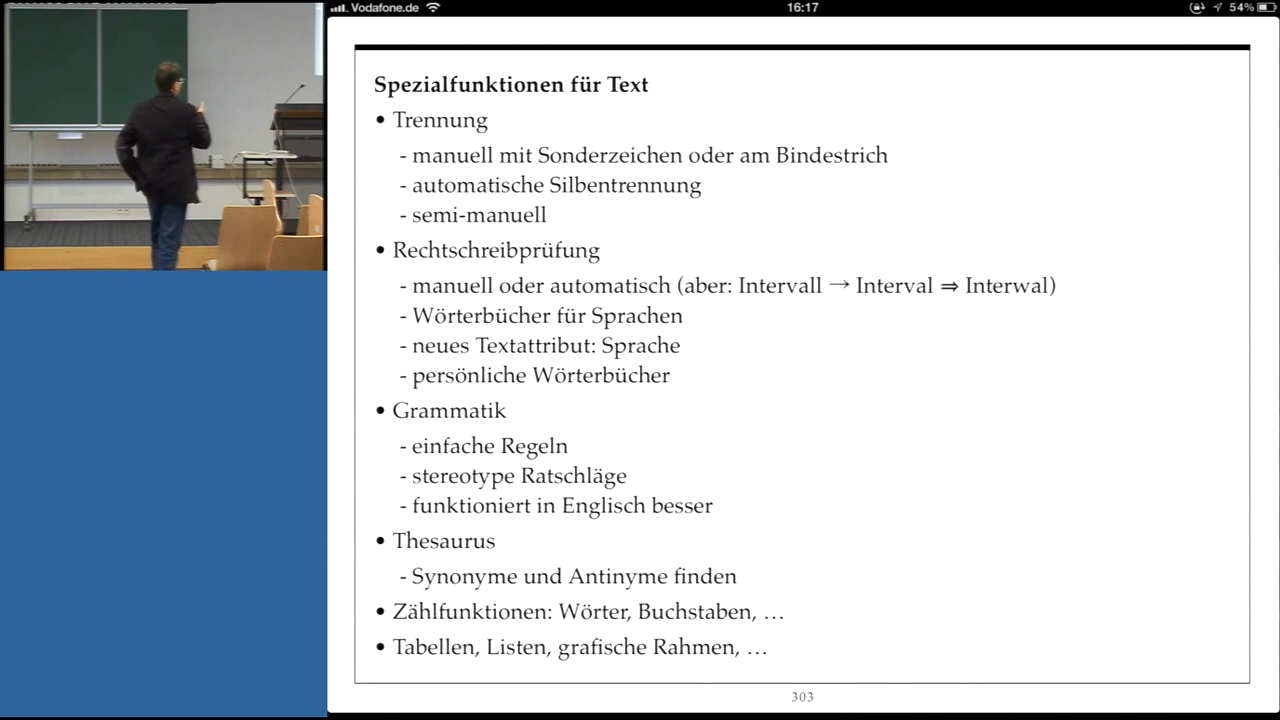 Vodafone.de
16:17
54%
Spezialfunktionen für Text
• Trennung
- manuell mit Sonderzeichen oder am Bindestrich
- automatische Silbentrennung
- semi-manuell
• Rechtschreibprüfung
- manuell oder automatisch (aber: Intervall → Interval ⇒ Interwal)
- Wörterbücher für Sprachen
- neues Textattribut: Sprache
- persönliche Wörterbücher
• Grammatik
- einfache Regeln
- stereotype Ratschläge
- funktioniert in Englisch besser
• Thesaurus
- Synonyme und Antinyme finden
• Zählfunktionen: Wörter, Buchstaben, …
• Tabellen, Listen, grafische Rahmen, …
303